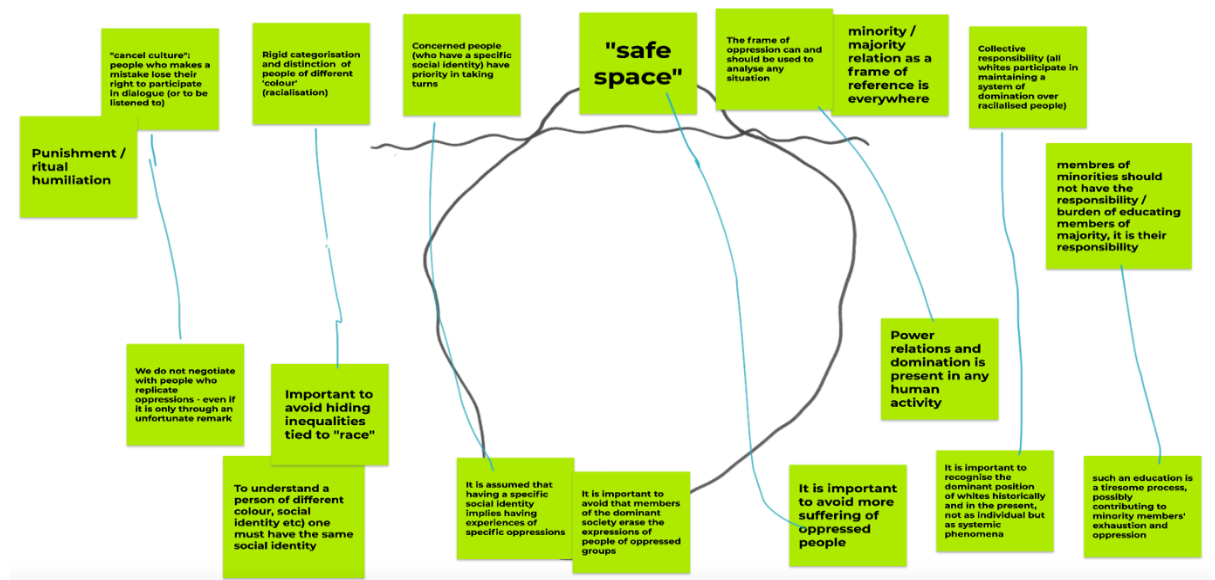 "cancel culture":
people who makes a
mistake lose their
right to participate
in dialogue (or to be
listened to)
Punishment /
ritual
humiliation
Rigid categorisation
and distinction of
people of different
'colour'
(racialisation)
Concerned people
(who have a specific
social identity) have
priority in taking
turns
"safe
space"
The frame of
oppression can and
should be used to
analyse any
situation
minority /
majority
relation as a
frame of
reference is
everywhere
Collective
responsibility (all
whites participate in
maintaining a
system of
domination over
racilalised people)
membres of
minorities should
not have the
responsibility /
burden of educating
members of
majority, it is their
responsibility
We do not negotiate
with people who
replicate
oppressions - even if
it is only through an
unfortunate remark
Important to
avoid hiding
inequalities
tied to "race"
To understand a
person of different
colour, social
identity etc) one
must have the same
social identity
It is assumed that
having a specific
social identity
implies having
experiences of
specific oppressions
It is important to
avoid that members
of the dominant
society erase the
expressions of
people of oppressed
groups
It is important
to avoid more
suffering of
oppressed
people
Power
relations and
domination is
present in any
human
activity
It is important to
recognise the
dominant position
of whites historically
and in the present,
not as individual but
as systemic
phenomena
such an education is
a tiresome process,
possibly
contributing to
minority members'
exhaustion and
oppression